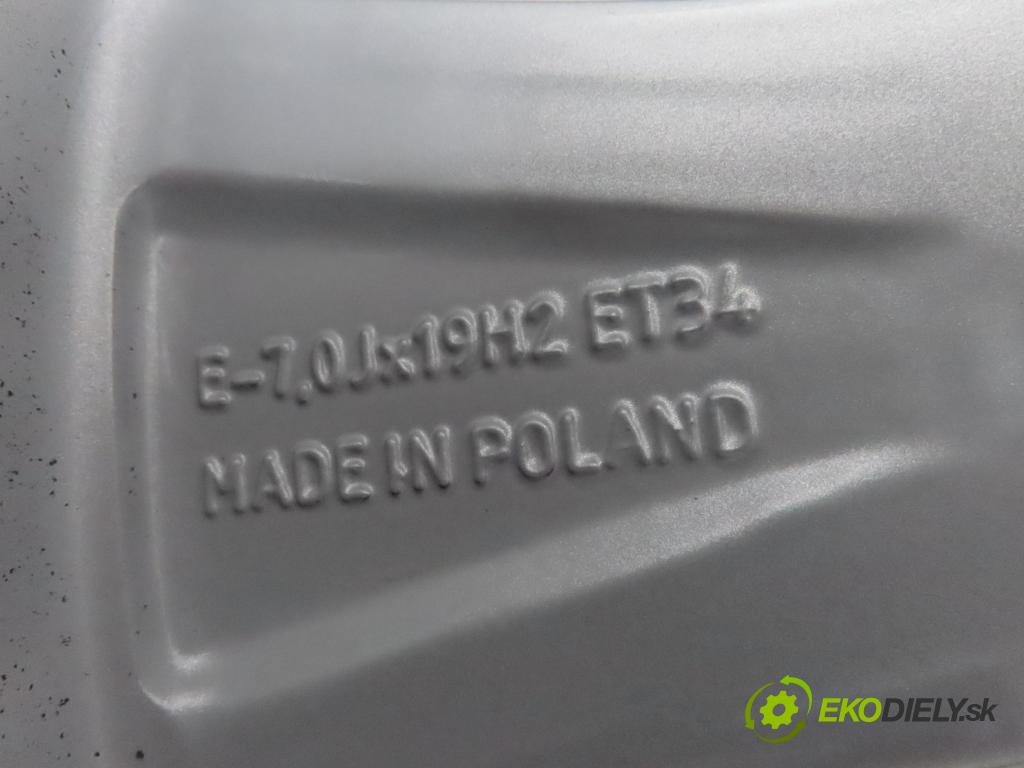 E-7,0Jx19H2 ET34
MADE IN POLAND
EKODIELY.sk